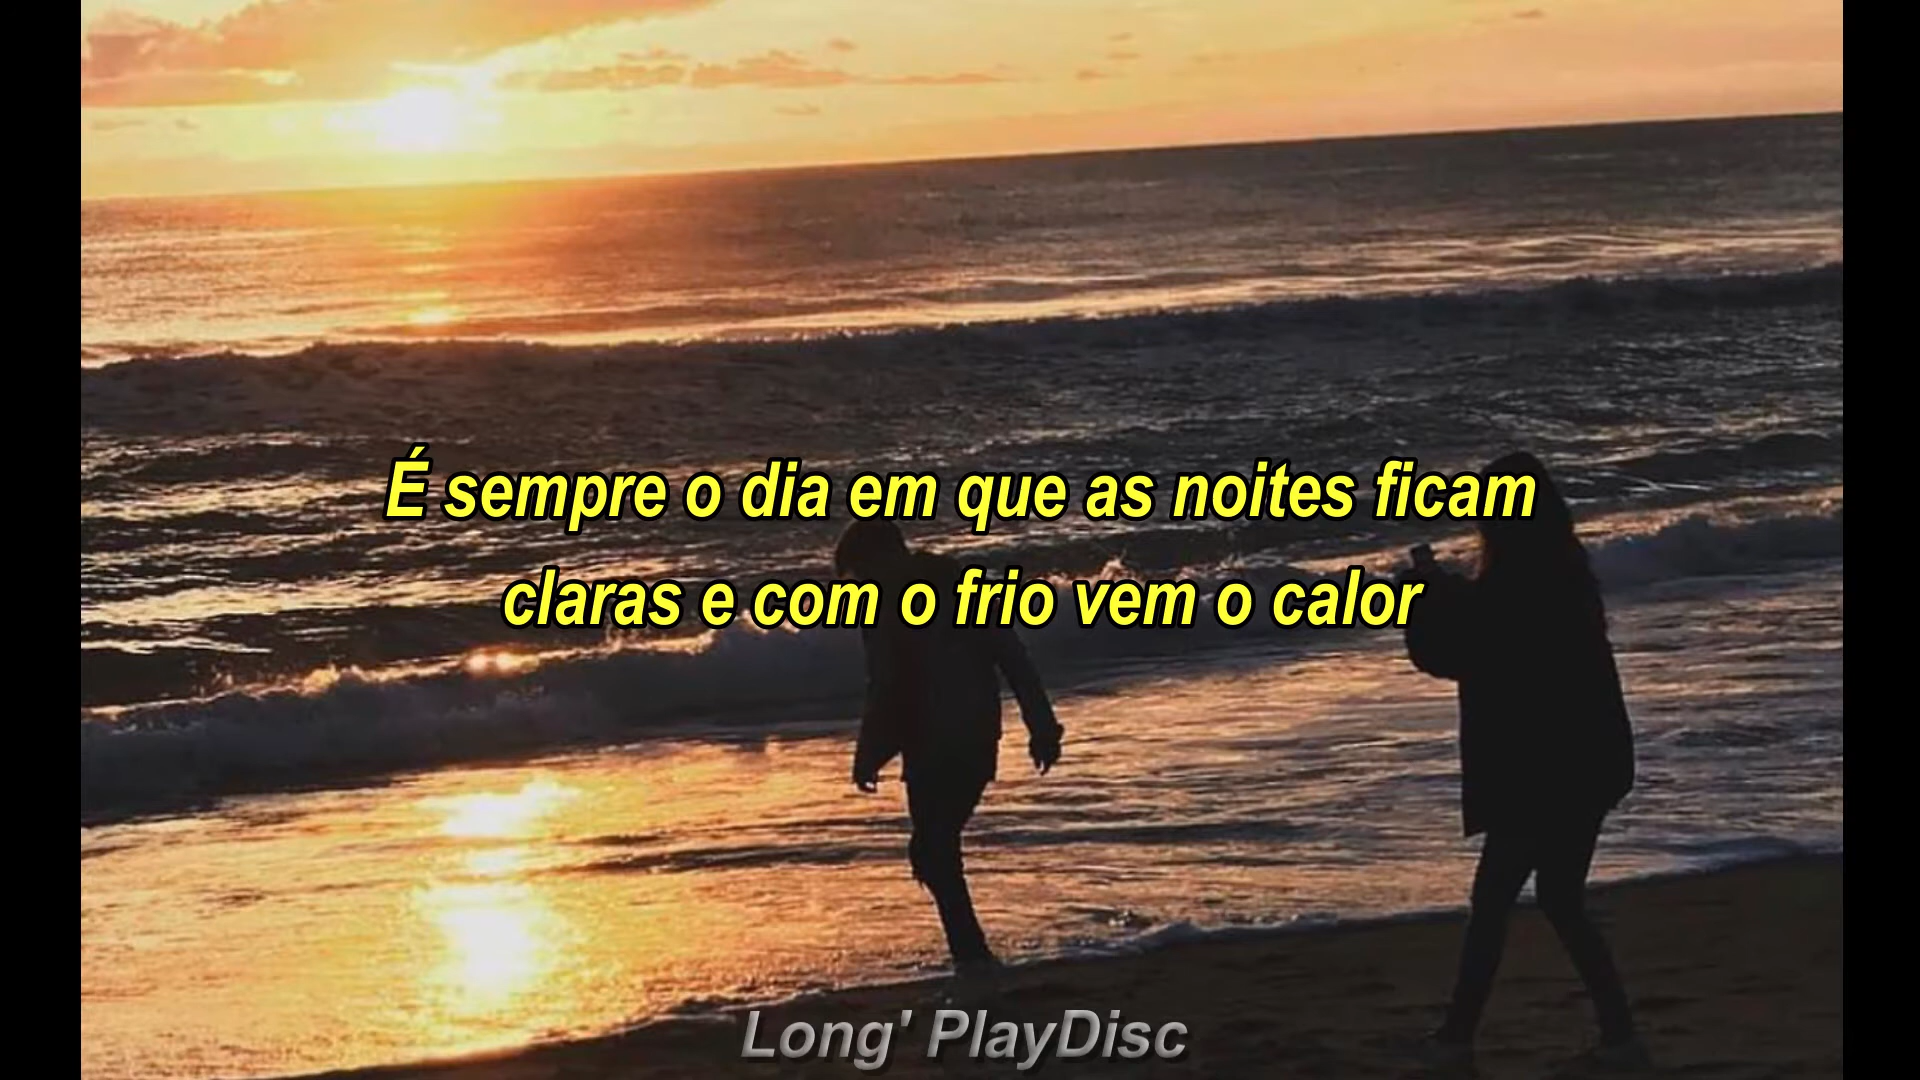 É sempre o dia em que as noites ficam
claras e com o frio vem o calor
Long' PlayDisc